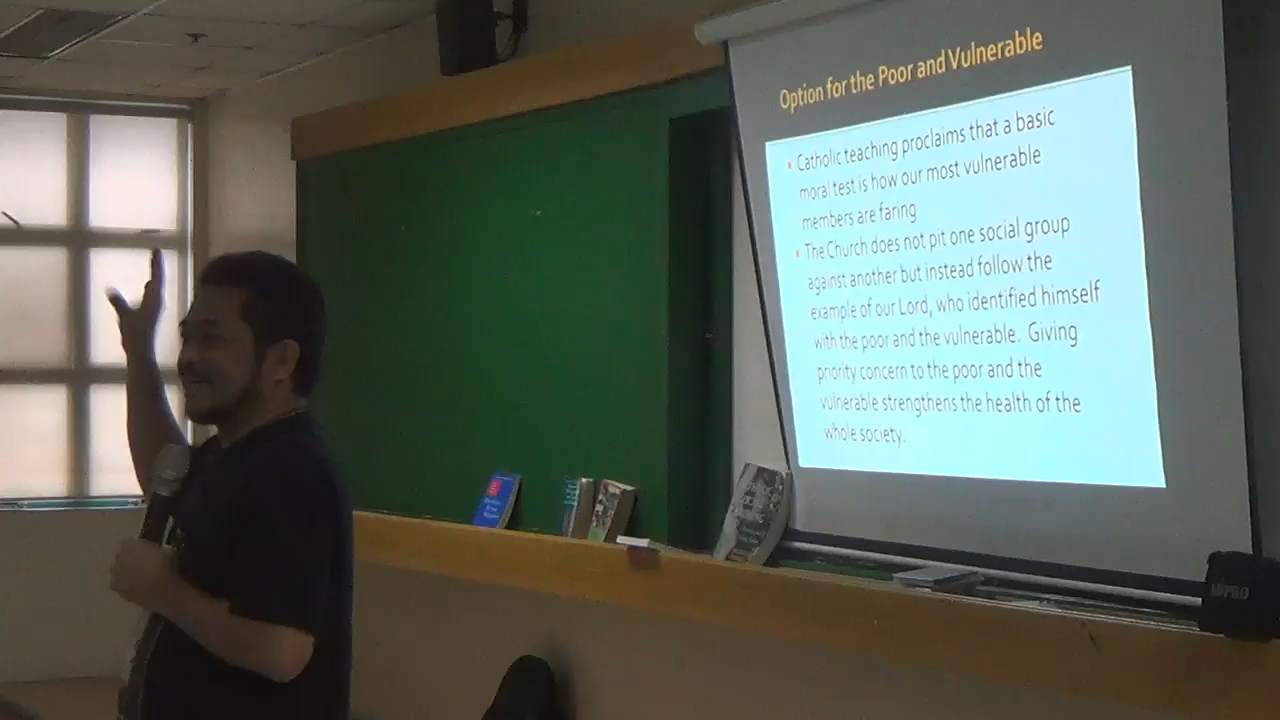 Option for the Poor and Vulnerable
• Catholic teaching proclaims that a basic
moral test is how our most vulnerable
members are faring
• The Church does not pit one social group
against another but instead follow the
example of our Lord, who identified himself
with the poor and the vulnerable. Giving
priority concern to the poor and the
vulnerable strengthens the health of the
whole society.
MIPRO